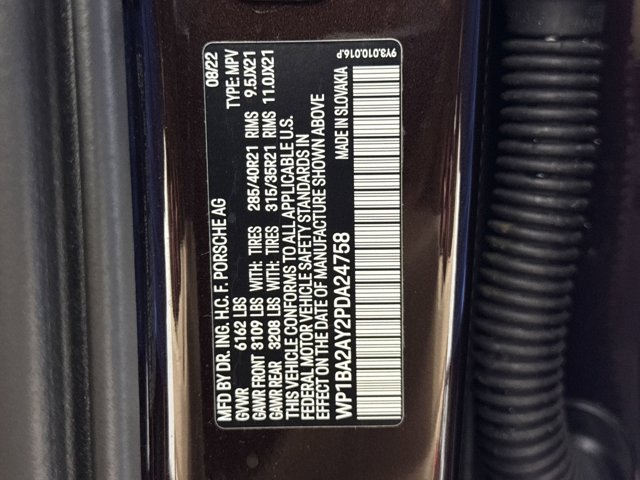 MFD BY DR. ING. H.C. F. PORSCHE AG 08/22
GVWR 6162 LBS TYPE: MPV
GAWR FRONT 3109 LBS WITH: TIRES 285/40R21 RIMS 9.5JX21
GAWR REAR 3208 LBS WITH: TIRES 315/35R21 RIMS 11.0JX21
THIS VEHICLE CONFORMS TO ALL APPLICABLE U.S.
FEDERAL MOTOR VEHICLE SAFETY STANDARDS IN
EFFECT ON THE DATE OF MANUFACTURE SHOWN ABOVE
WP1BA2AY2PDA24758 MADE IN SLOVAKIA
9Y3.010.016.P